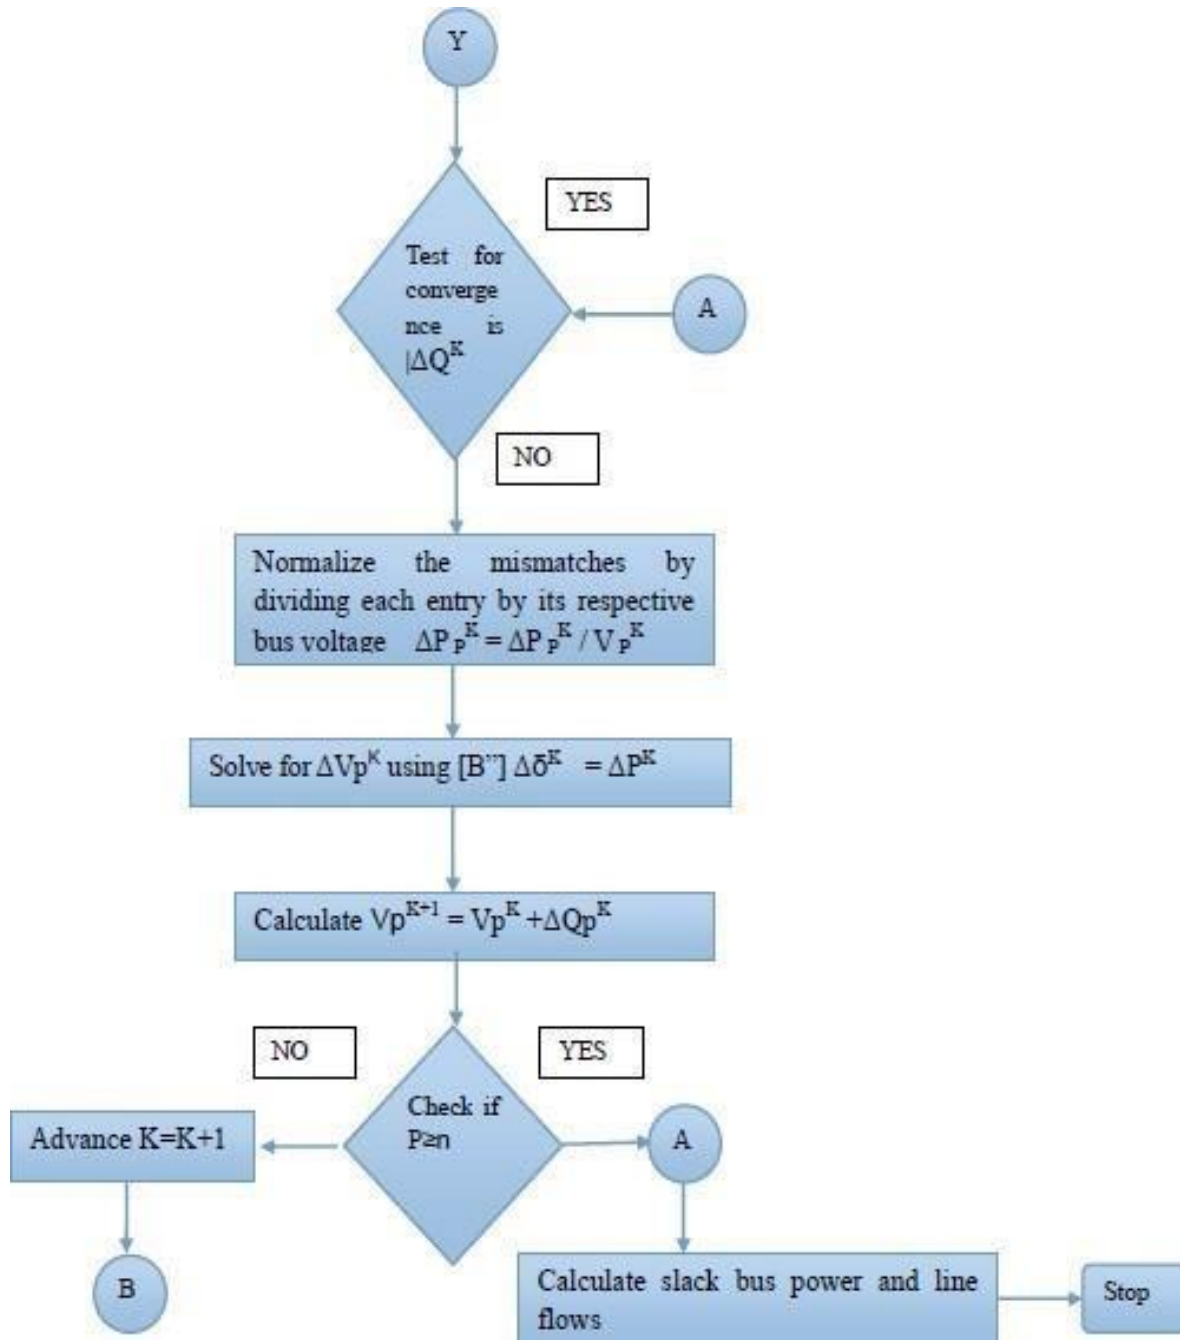 Y
YES
Test for
converge
nce is
|ΔQ^K
A
NO
Normalize the mismatches by
dividing each entry by its respective
bus voltage ΔP_P^K = ΔP_P^K / V_P^K
Solve for ΔVp^K using [B”] Δδ^K = ΔP^K
Calculate Vp^K+1 = Vp^K +ΔQp^K
NO
YES
Check if
P≥n
Advance K=K+1
A
B
Calculate slack bus power and line
flows
Stop